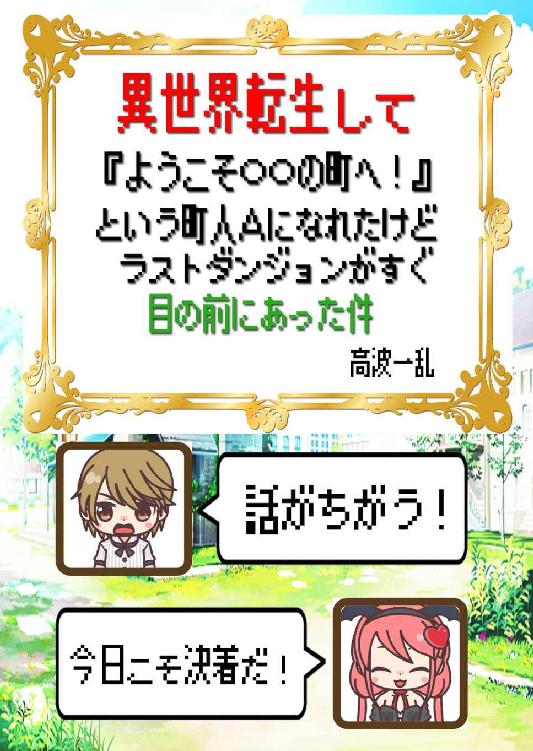 異世界転生して
『ようこそ○○の町へ！』
という町人Aになれたけど
ラストダンジョンがすぐ
目の前にあった件
高波一乱
話がちがう！
今日こそ決着だ！